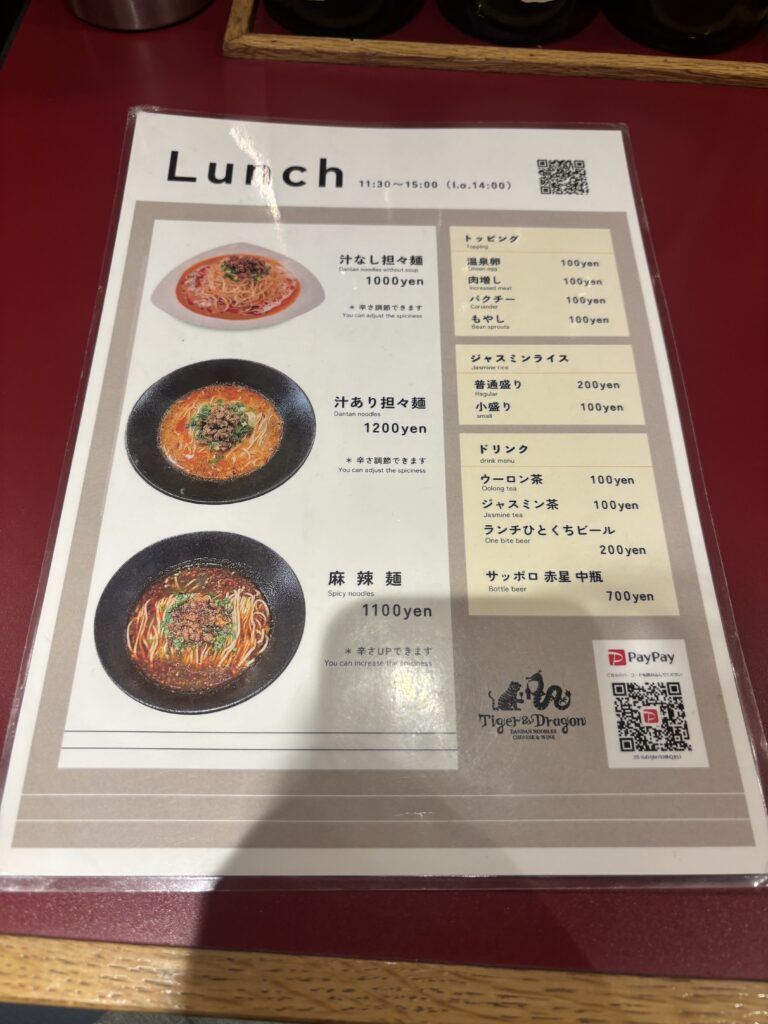 Lunch 11:30～15:00 (l.o.14:00)
汁なし担々麺
Dantan noodles without soup
1000yen
＊ 辛さ調節できます
You can adjust the spiciness
汁あり担々麺
Dantan noodles
1200yen
＊ 辛さ調節できます
You can adjust the spiciness
麻辣麺
Spicy noodles
1100yen
＊ 辛さUPできます
You can increase the spiciness
トッピング
Topping
温泉卵 100yen
Onsen egg
肉増し 100yen
Increased meat
パクチー 100yen
Coriander
もやし 100yen
Bean sprouts
ジャスミンライス
Jasmine rice
普通盛り 200yen
Regular
小盛り 100yen
small
ドリンク
drink menu
ウーロン茶 100yen
Oolong tea
ジャスミン茶 100yen
Jasmine tea
ランチひとくちビール
One bite beer
200yen
サッポロ 赤星 中瓶
Bottle beer
700yen
Tiger & Dragon
DANDAN NOODLES
CHINESE & WINE
PayPay